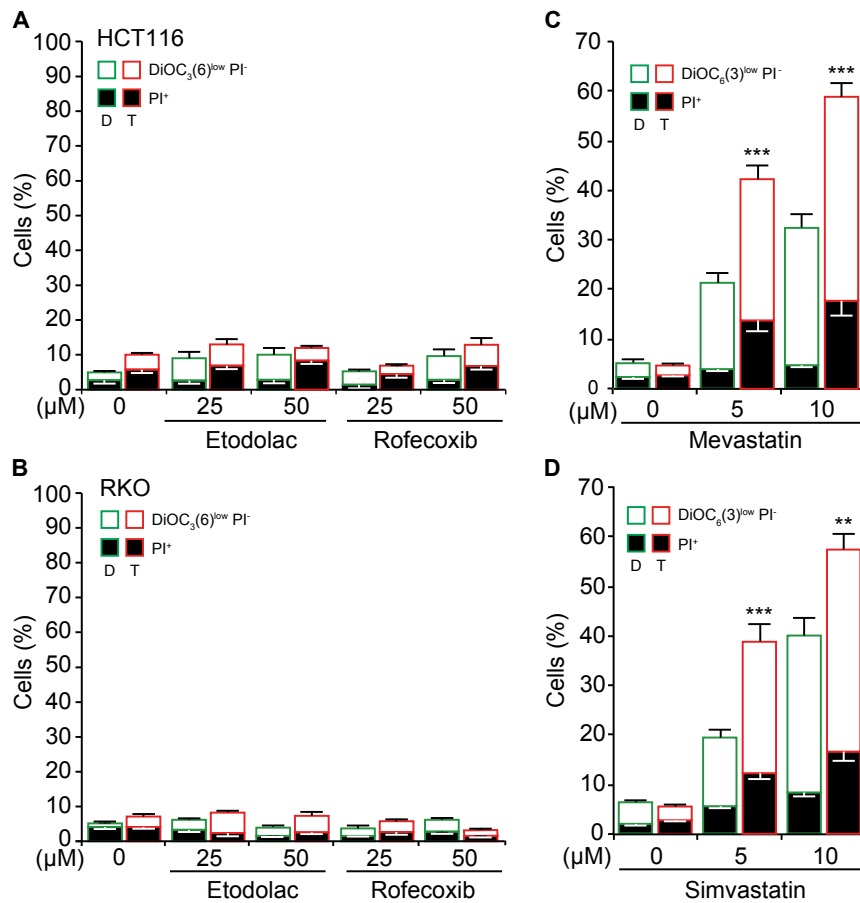 A
HCT116
DiOC₃(6)ˡᵒʷ PI⁻
PI⁺
D T
Cells (%)
100
90
80
70
60
50
40
30
20
10
0
(µM) 0 25 50 25 50
Etodolac Rofecoxib
B
RKO
DiOC₃(6)ˡᵒʷ PI⁻
PI⁺
D T
Cells (%)
100
90
80
70
60
50
40
30
20
10
0
(µM) 0 25 50 25 50
Etodolac Rofecoxib
C
DiOC₆(3)ˡᵒʷ PI⁻
PI⁺
D T
*** ***
Cells (%)
70
60
50
40
30
20
10
0
(µM) 0 5 10
Mevastatin
D
DiOC₆(3)ˡᵒʷ PI⁻
PI⁺
D T
*** **
Cells (%)
70
60
50
40
30
20
10
0
(µM) 0 5 10
Simvastatin